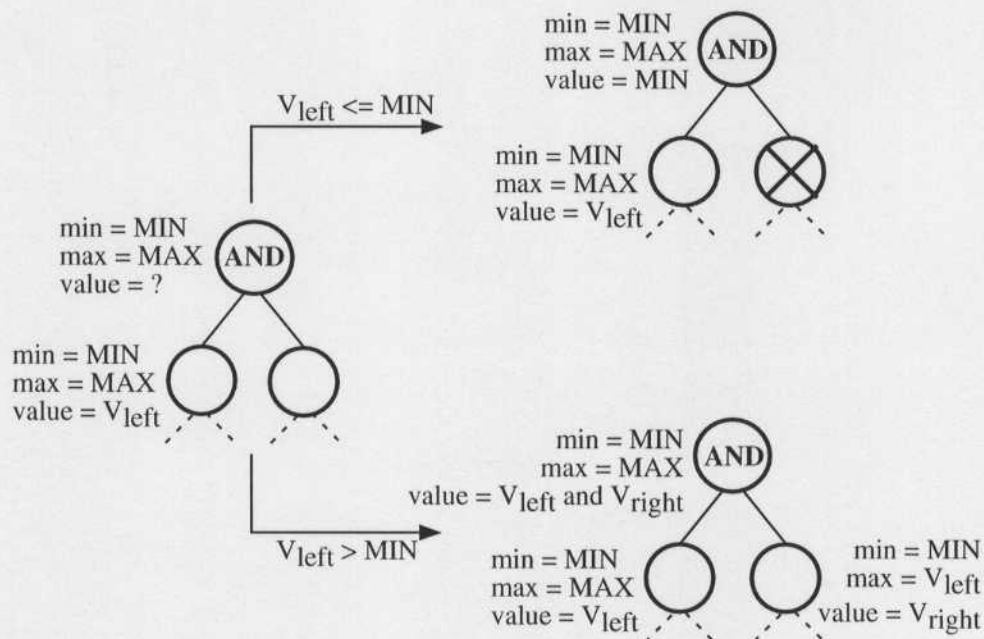 min = MIN
max = MAX
value = MIN
AND
V_left <= MIN
min = MIN
max = MAX
value = V_left
min = MIN
max = MAX
value = ?
AND
min = MIN
max = MAX
value = V_left
min = MIN
max = MAX
value = V_left and V_right
AND
V_left > MIN
min = MIN
max = MAX
value = V_left
min = MIN
max = V_left
value = V_right